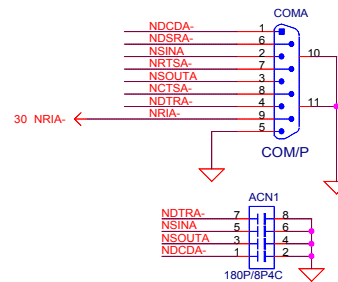 COMA
NDCDA- 1
NDSRA- 6
NSINA 2 10
NRTSA- 7
NSOUTA 3
NCTSA- 8
NDTRA- 4 11
30 NRIA- NRIA- 9
5
COM/P
ACN1
NDTRA- 7 8
NSINA 5 6
NSOUTA 3 4
NDCDA- 1 2
180P/8P4C